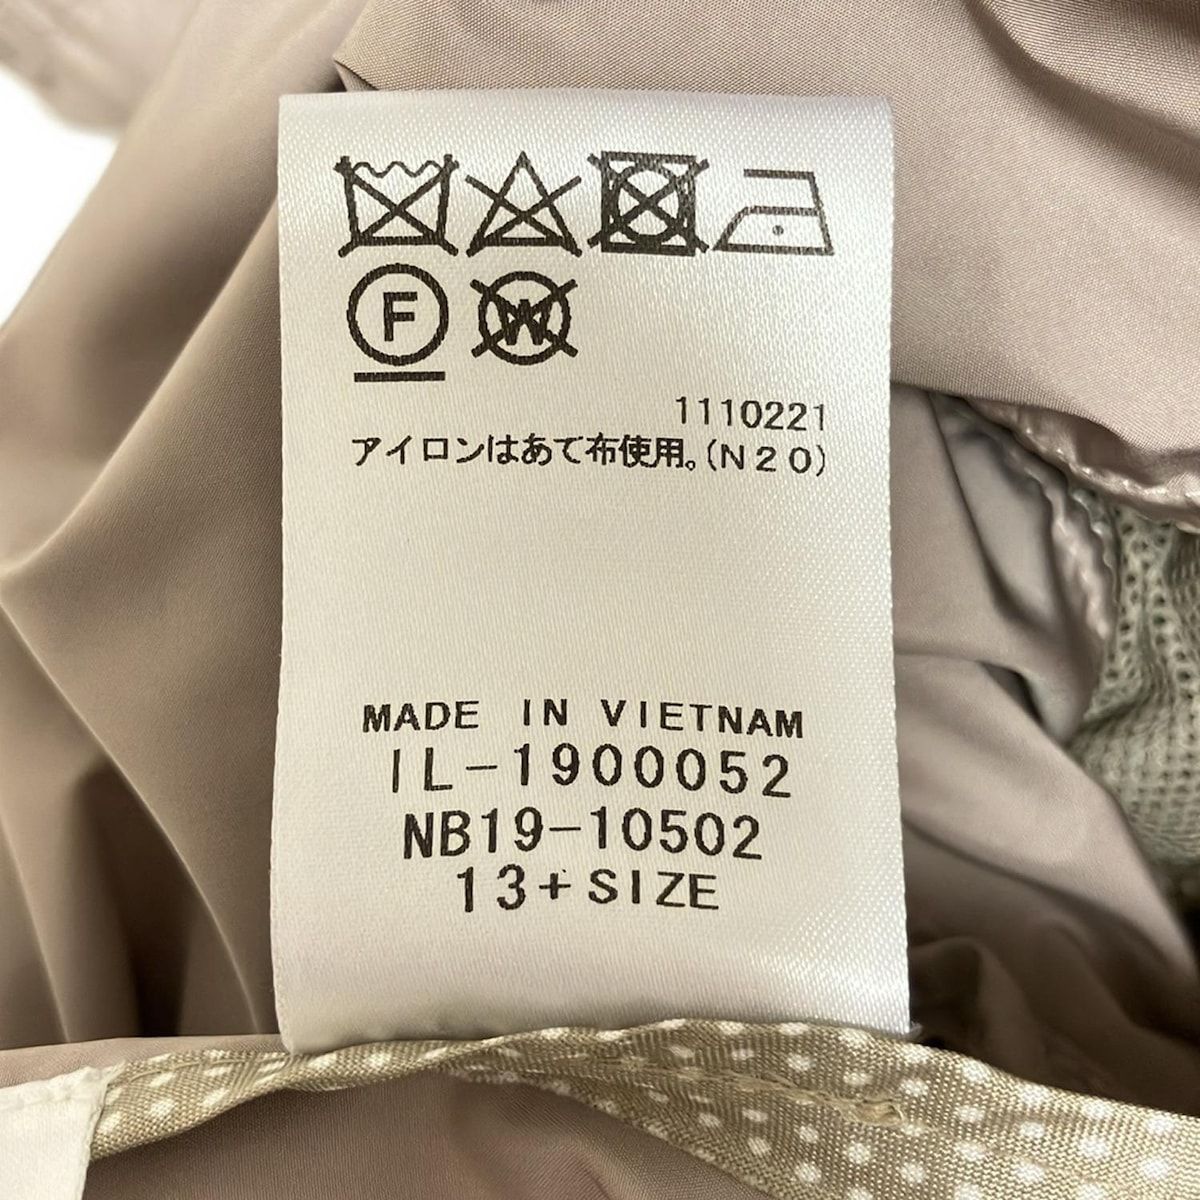 F W
1110221
アイロンはあて布使用。(N20)
MADE IN VIETNAM
IL-1900052
NB19-10502
13+SIZE